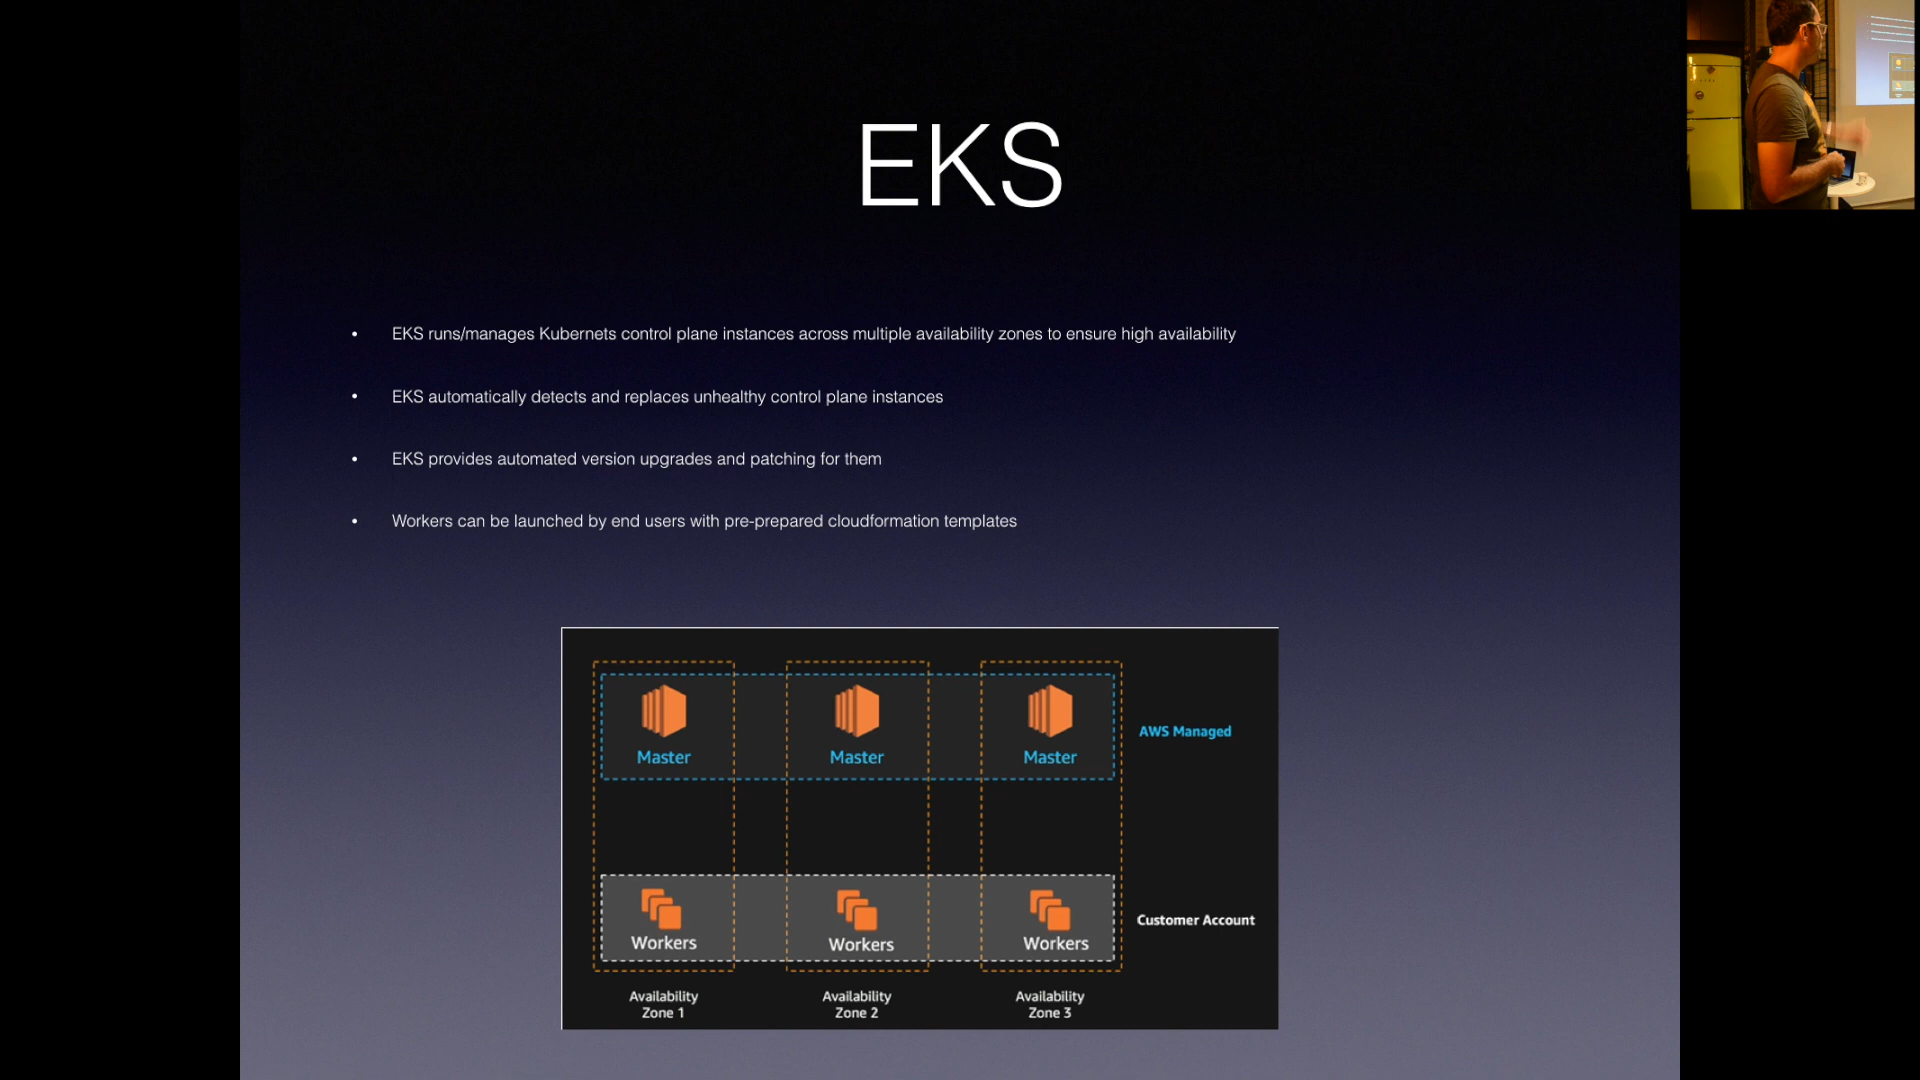 EKS
• EKS runs/manages Kubernets control plane instances across multiple availability zones to ensure high availability
• EKS automatically detects and replaces unhealthy control plane instances
• EKS provides automated version upgrades and patching for them
• Workers can be launched by end users with pre-prepared cloudformation templates
Master Master Master
AWS Managed
Workers Workers Workers
Customer Account
Availability Availability Availability
Zone 1 Zone 2 Zone 3